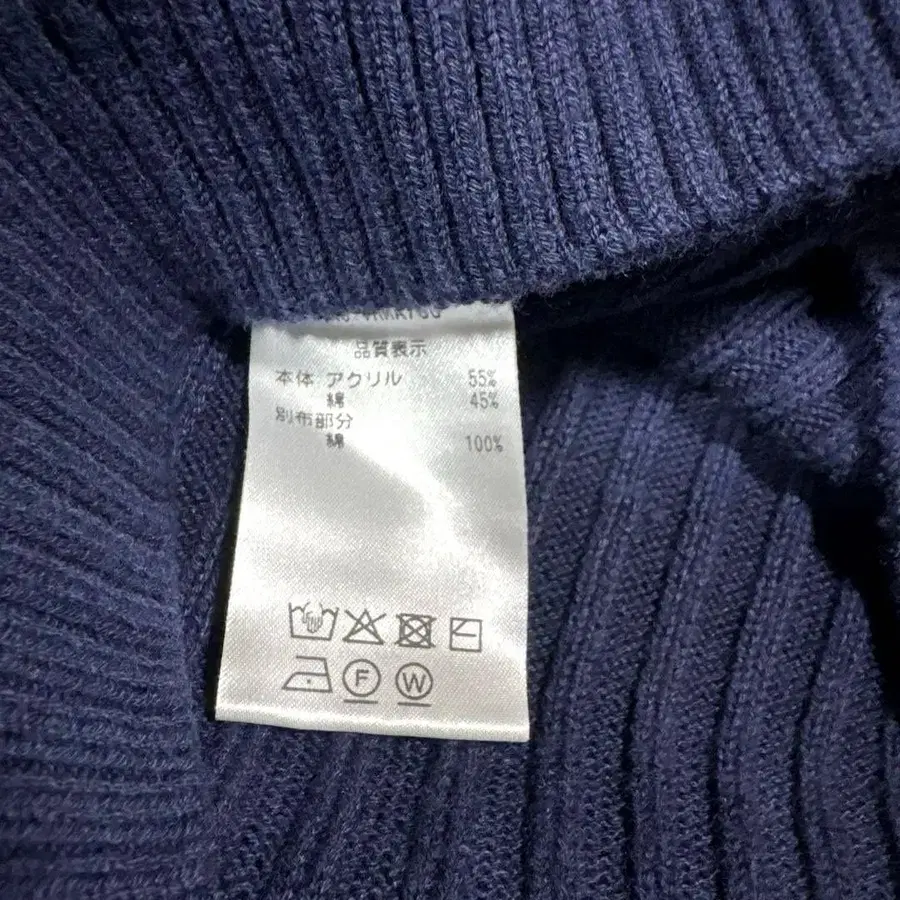 品質表示
本体 アクリル 55%
綿 45%
別布部分
綿 100%
F W